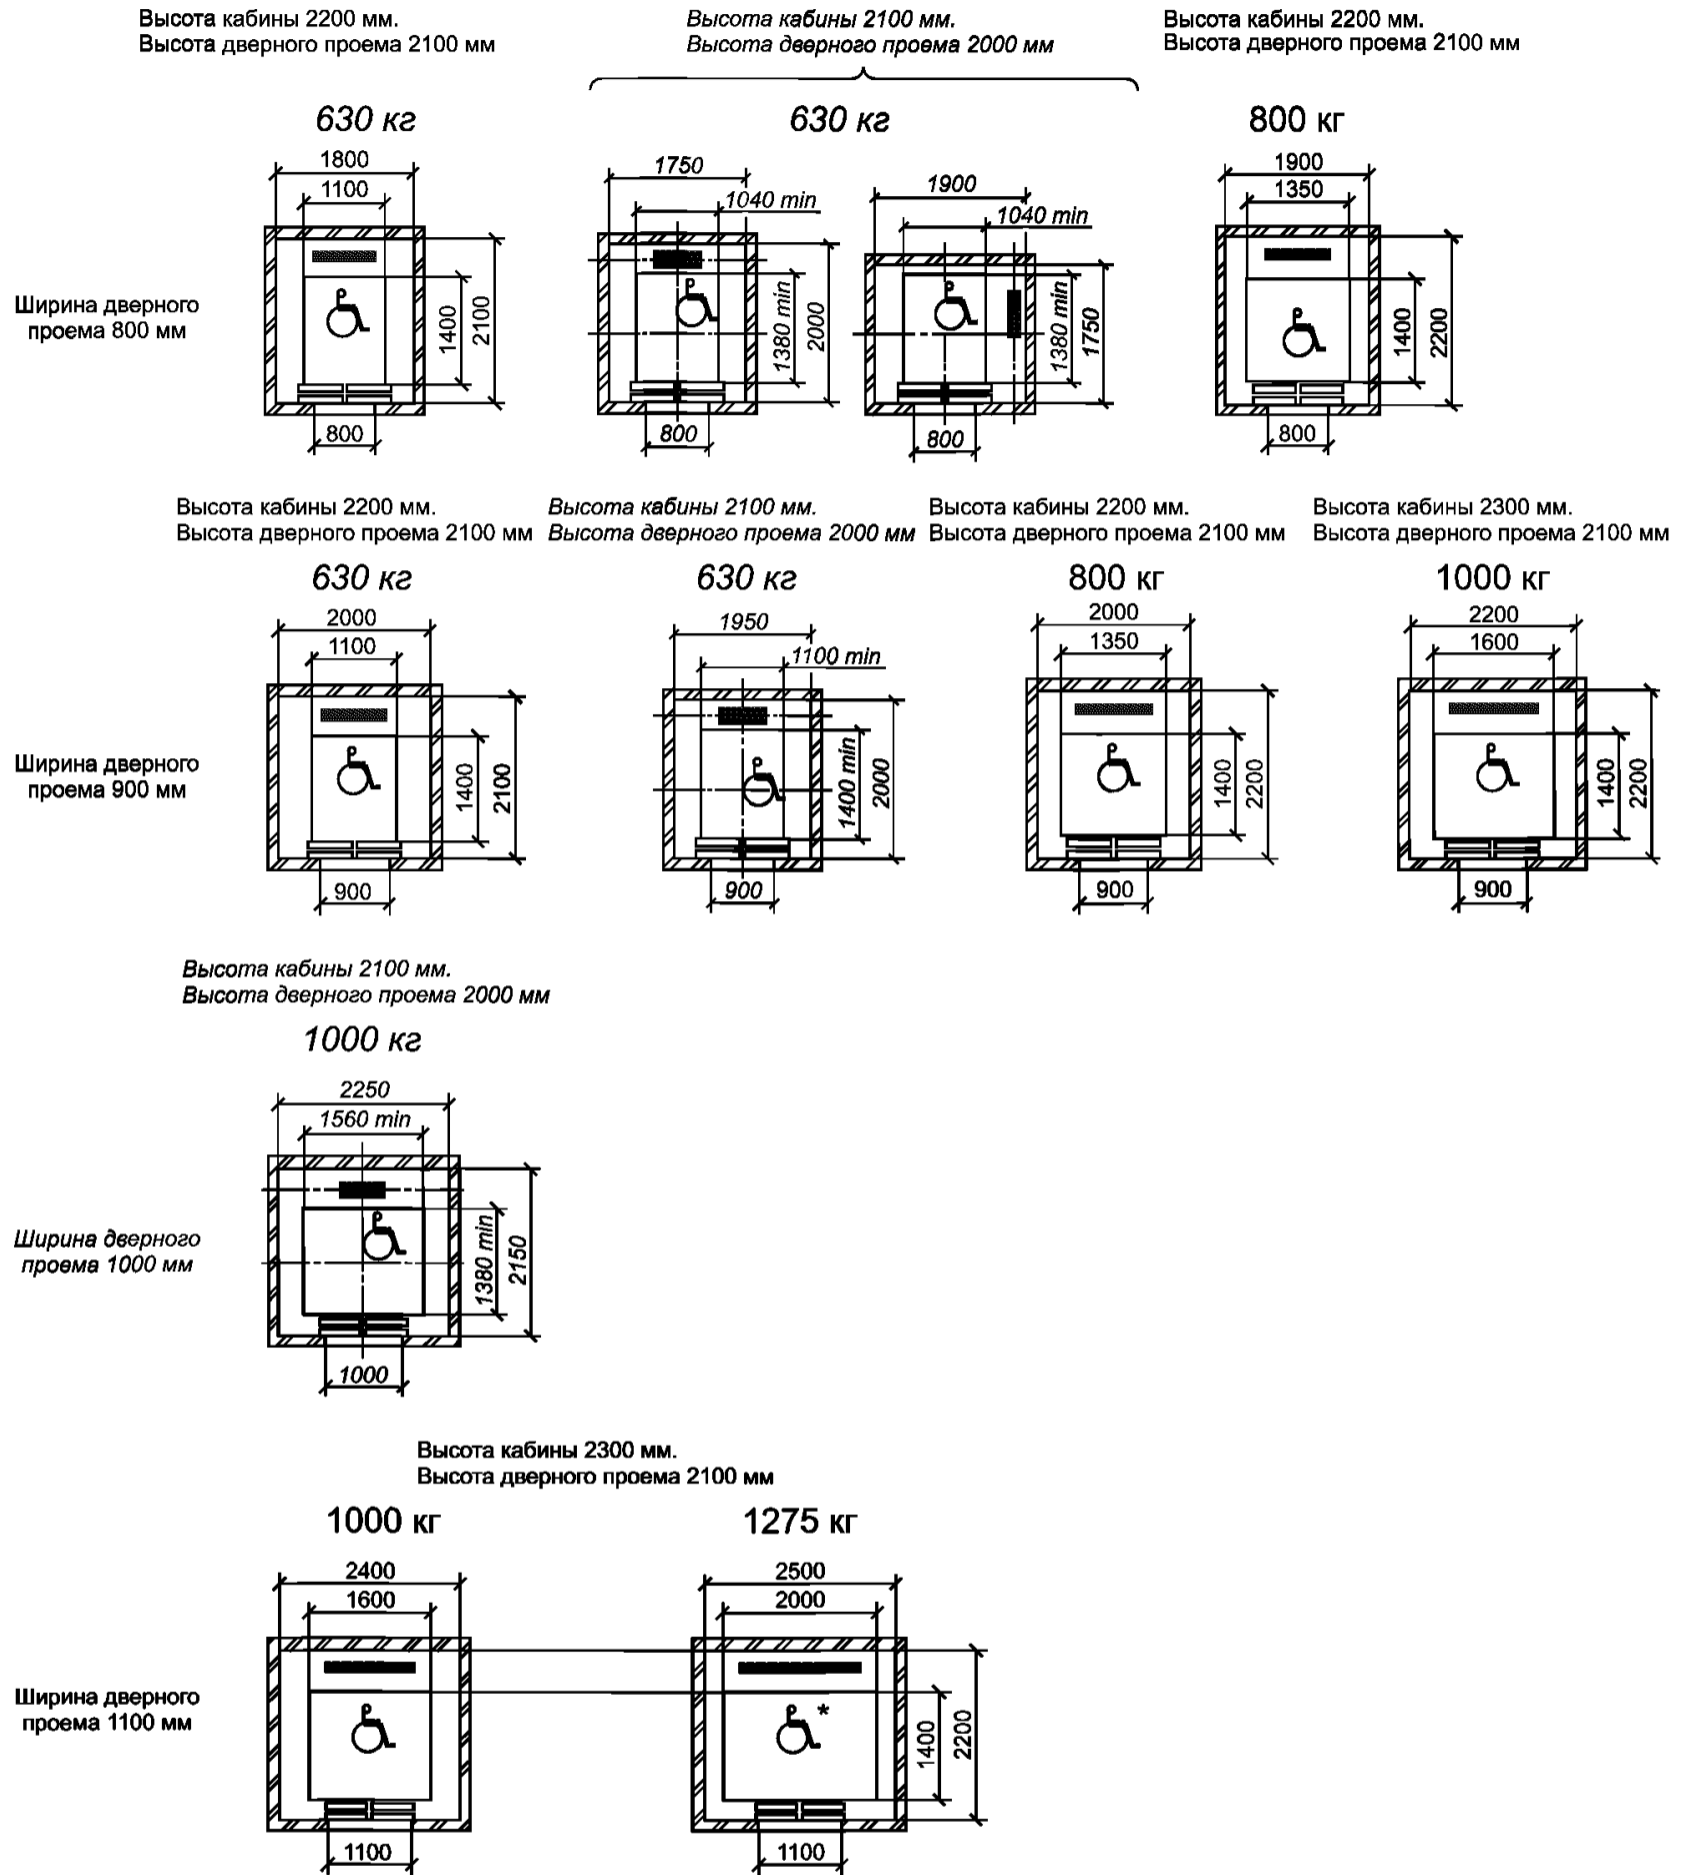 Высота кабины 2200 мм.
Высота дверного проема 2100 мм
Высота кабины 2100 мм.
Высота дверного проема 2000 мм
Высота кабины 2200 мм.
Высота дверного проема 2100 мм
630 кг
630 кг
800 кг
Ширина дверного
проема 800 мм
1800
1100
1400
2100
800
1750
1040 min
1380 min
2000
800
1900
1040 min
1380 min
1750
800
1900
1350
1400
2200
800
Высота кабины 2200 мм.
Высота дверного проема 2100 мм
Высота кабины 2100 мм.
Высота дверного проема 2000 мм
Высота кабины 2200 мм.
Высота дверного проема 2100 мм
Высота кабины 2300 мм.
Высота дверного проема 2100 мм
630 кг
630 кг
800 кг
1000 кг
Ширина дверного
проема 900 мм
2000
1100
1400
2100
900
1950
1100 min
1400 min
2000
900
2000
1350
1400
2200
900
2200
1600
1400
2200
900
Высота кабины 2100 мм.
Высота дверного проема 2000 мм
1000 кг
Ширина дверного
проема 1000 мм
2250
1560 min
1380 min
2150
1000
Высота кабины 2300 мм.
Высота дверного проема 2100 мм
1000 кг
1275 кг
Ширина дверного
проема 1100 мм
2400
1600
1100
2500
2000
*
1400
2200
1100